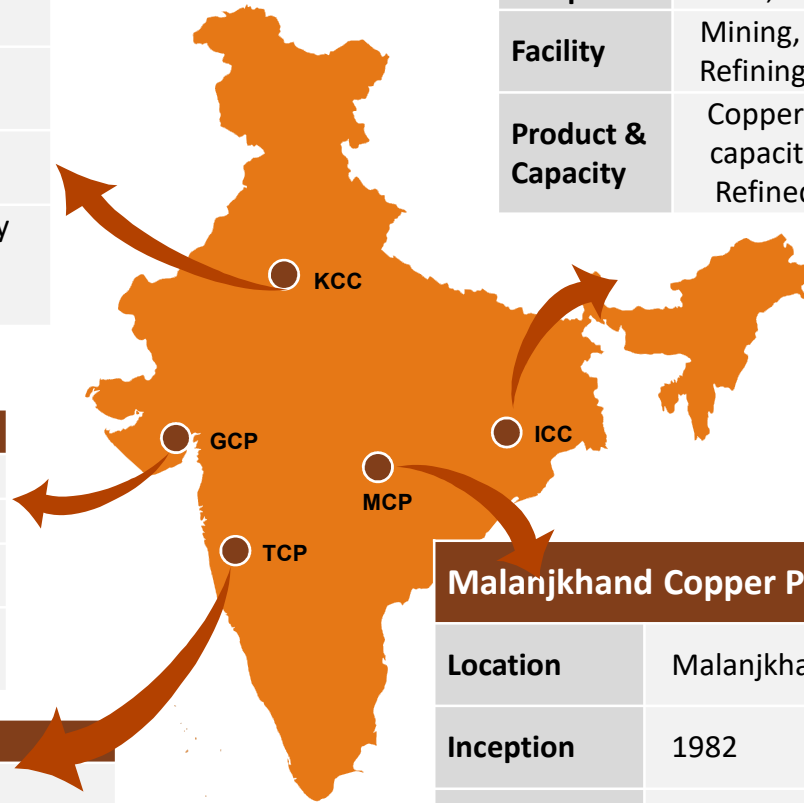 Facility
Mining,
Refining
Product &
Capacity
Copper
capacit
Refined
y
KCC
GCP
ICC
MCP
TCP
Malanjkhand Copper P
Location
Malanjkha
Inception
1982